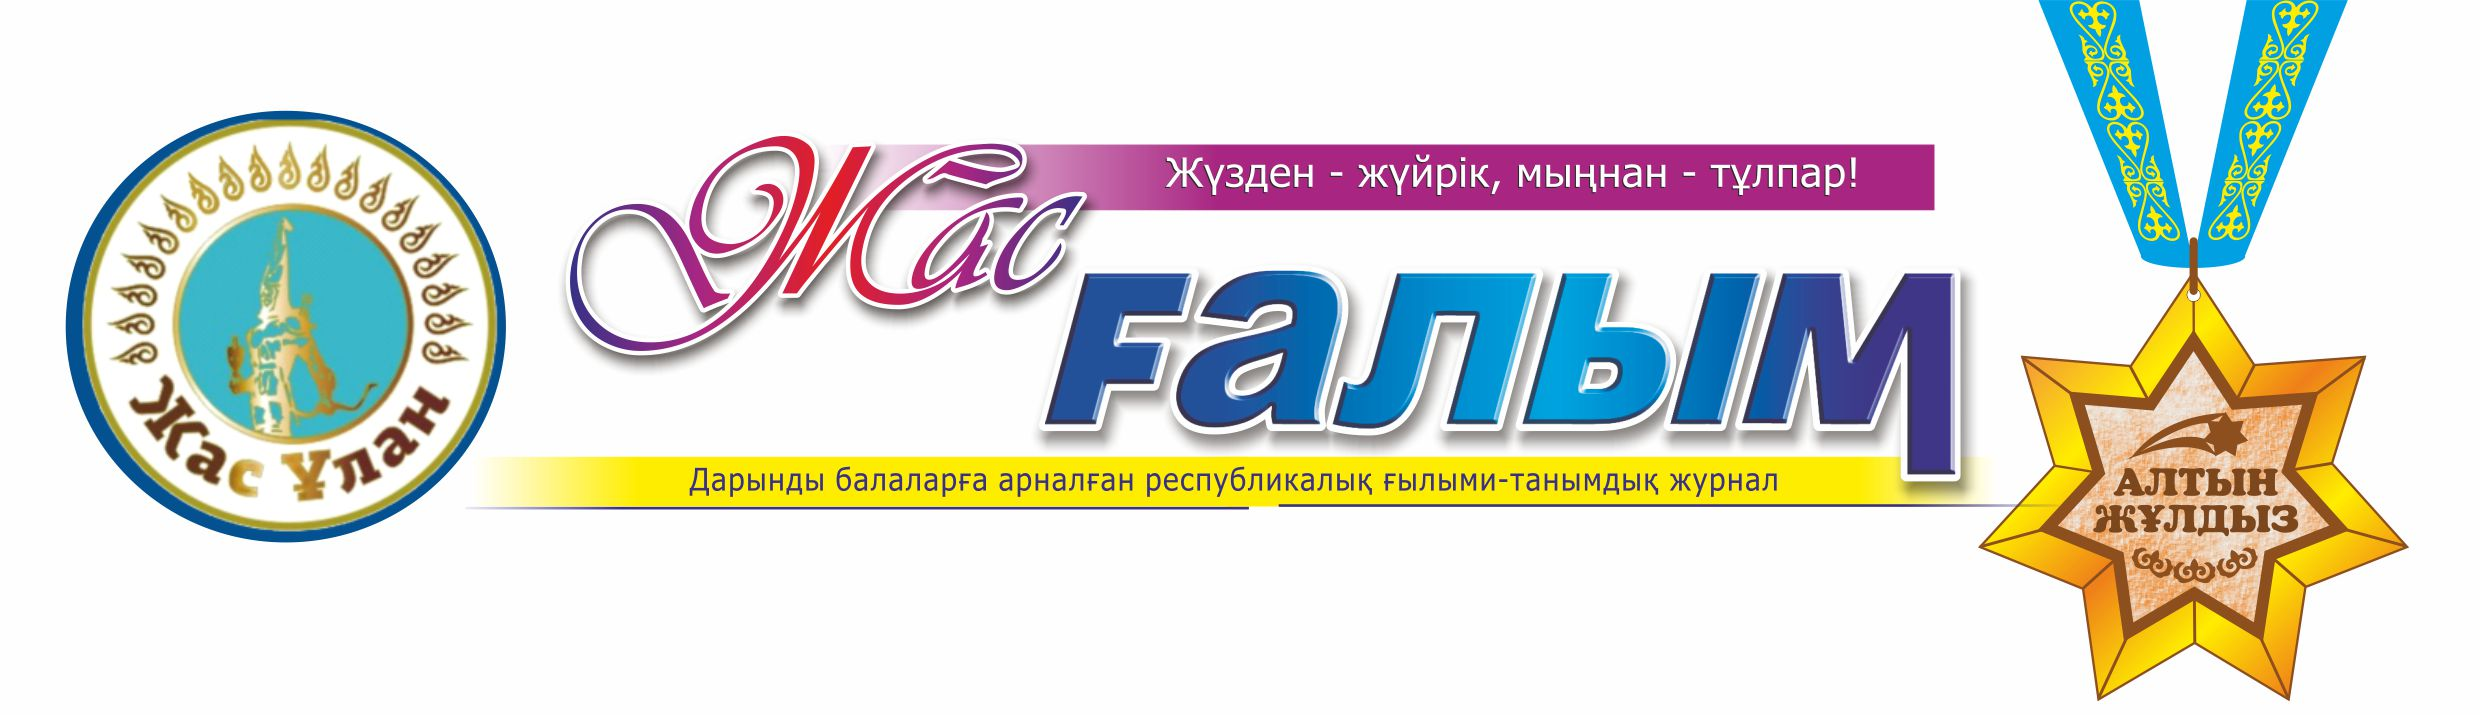 Жас Ұлан
Жүзден - жүйрік, мыңнан - тұлпар!
Жас
ғалым
Дарынды балаларға арналған республикалық ғылыми-танымдық журнал
АЛТЫН
ЖҰЛДЫЗ